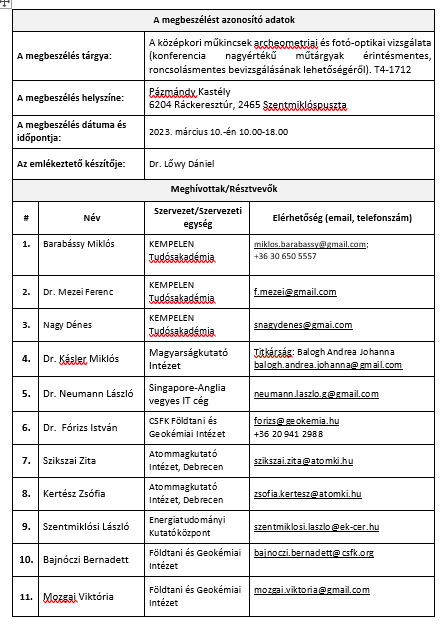 A megbeszélést azonosító adatok
A megbeszélés tárgya:
A középkori műkincsek archeometriai és fotó-optikai vizsgálata
(konferencia nagyértékű műtárgyak érintésmentes,
roncsolásmentes bevizsgálásának lehetőségéről). T4-1712
A megbeszélés helyszíne:
Pázmándy Kastély
6204 Ráckeresztúr, 2465 Szentmiklóspuszta
A megbeszélés dátuma és
időpontja:
2023. március 10.-én 10.00-18.00
Az emlékeztető készítője:
Dr. Lőwy Dániel
Meghívottak/Résztvevők
# Név Szervezet/Szervezeti
egység
Elérhetőség (email, telefonszám)
1. Barabássy Miklós KEMPELEN
Tudósakadémia
miklos.barabassy@gmail.com;
+36 30 650 5557
2. Dr. Mezei Ferenc KEMPELEN
Tudósakadémia
f.mezei@gmail.com
3. Nagy Dénes KEMPELEN
Tudósakadémia
snagydenes@gmai.com
4. Dr. Kásler Miklós Magyarságkutató
Intézet
Titkárság: Balogh Andrea Johanna
balogh.andrea.johanna@gmail.com
5. Dr. Neumann László Singapore-Anglia
vegyes IT cég
neumann.laszlo.g@gmail.com
6. Dr. Fórizs István CSFK Földtani és
Geokémiai Intézet
forizs@geokemia.hu
+36 20 941 2988
7. Szikszai Zita Atommagkutató
Intézet, Debrecen
szikszai.zita@atomki.hu
8. Kertész Zsófia Atommagkutató
Intézet, Debrecen
zsofia.kertesz@atomki.hu
9. Szentmiklósi László Energiatudományi
Kutatóközpont
szentmiklosi.laszlo@ek-cer.hu
10. Bajnóczi Bernadett Földtani és Geokémiai
Intézet
bajnoczi.bernadett@csfk.org
11. Mozgai Viktória Földtani és Geokémiai
Intézet
mozgai.viktoria@gmail.com